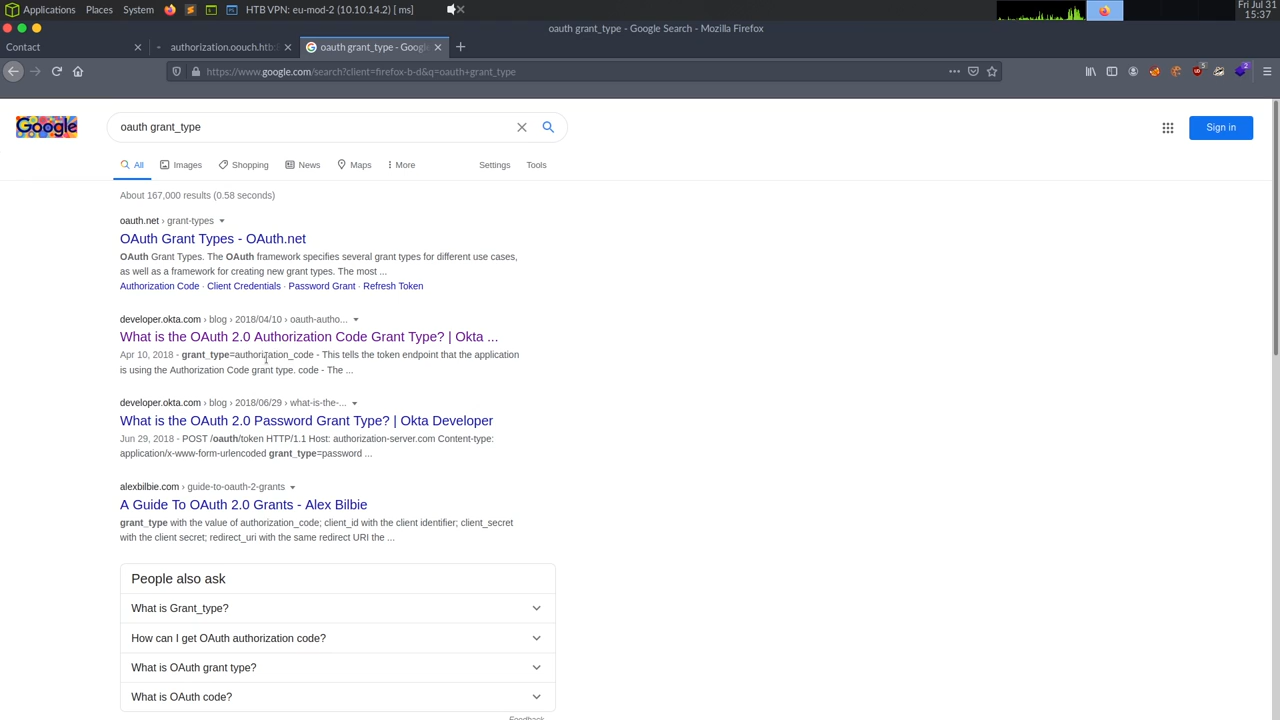 Applications Places System HTB VPN: eu-mod-2 (10.10.14.2) [ms] Fri Jul 31
15:37
oauth grant_type - Google Search - Mozilla Firefox
Contact authorization.oouch.htb: oauth grant_type - Google
https://www.google.com/search?client=firefox-b-d&q=oauth+grant_type
Google oauth grant_type Sign in
All Images Shopping News Maps More Settings Tools
About 167,000 results (0.58 seconds)
oauth.net › grant-types
OAuth Grant Types - OAuth.net
OAuth Grant Types. The OAuth framework specifies several grant types for different use cases,
as well as a framework for creating new grant types. The most ...
Authorization Code · Client Credentials · Password Grant · Refresh Token
developer.okta.com › blog › 2018/04/10 › oauth-autho...
What is the OAuth 2.0 Authorization Code Grant Type? | Okta ...
Apr 10, 2018 - grant_type=authorization_code - This tells the token endpoint that the application
is using the Authorization Code grant type. code - The ...
developer.okta.com › blog › 2018/06/29 › what-is-the-...
What is the OAuth 2.0 Password Grant Type? | Okta Developer
Jun 29, 2018 - POST /oauth/token HTTP/1.1 Host: authorization-server.com Content-type:
application/x-www-form-urlencoded grant_type=password ...
alexbilbie.com › guide-to-oauth-2-grants
A Guide To OAuth 2.0 Grants - Alex Bilbie
grant_type with the value of authorization_code; client_id with the client identifier; client_secret
with the client secret; redirect_uri with the same redirect URI the ...
People also ask
What is Grant_type?
How can I get OAuth authorization code?
What is OAuth grant type?
What is OAuth code?
Feedback